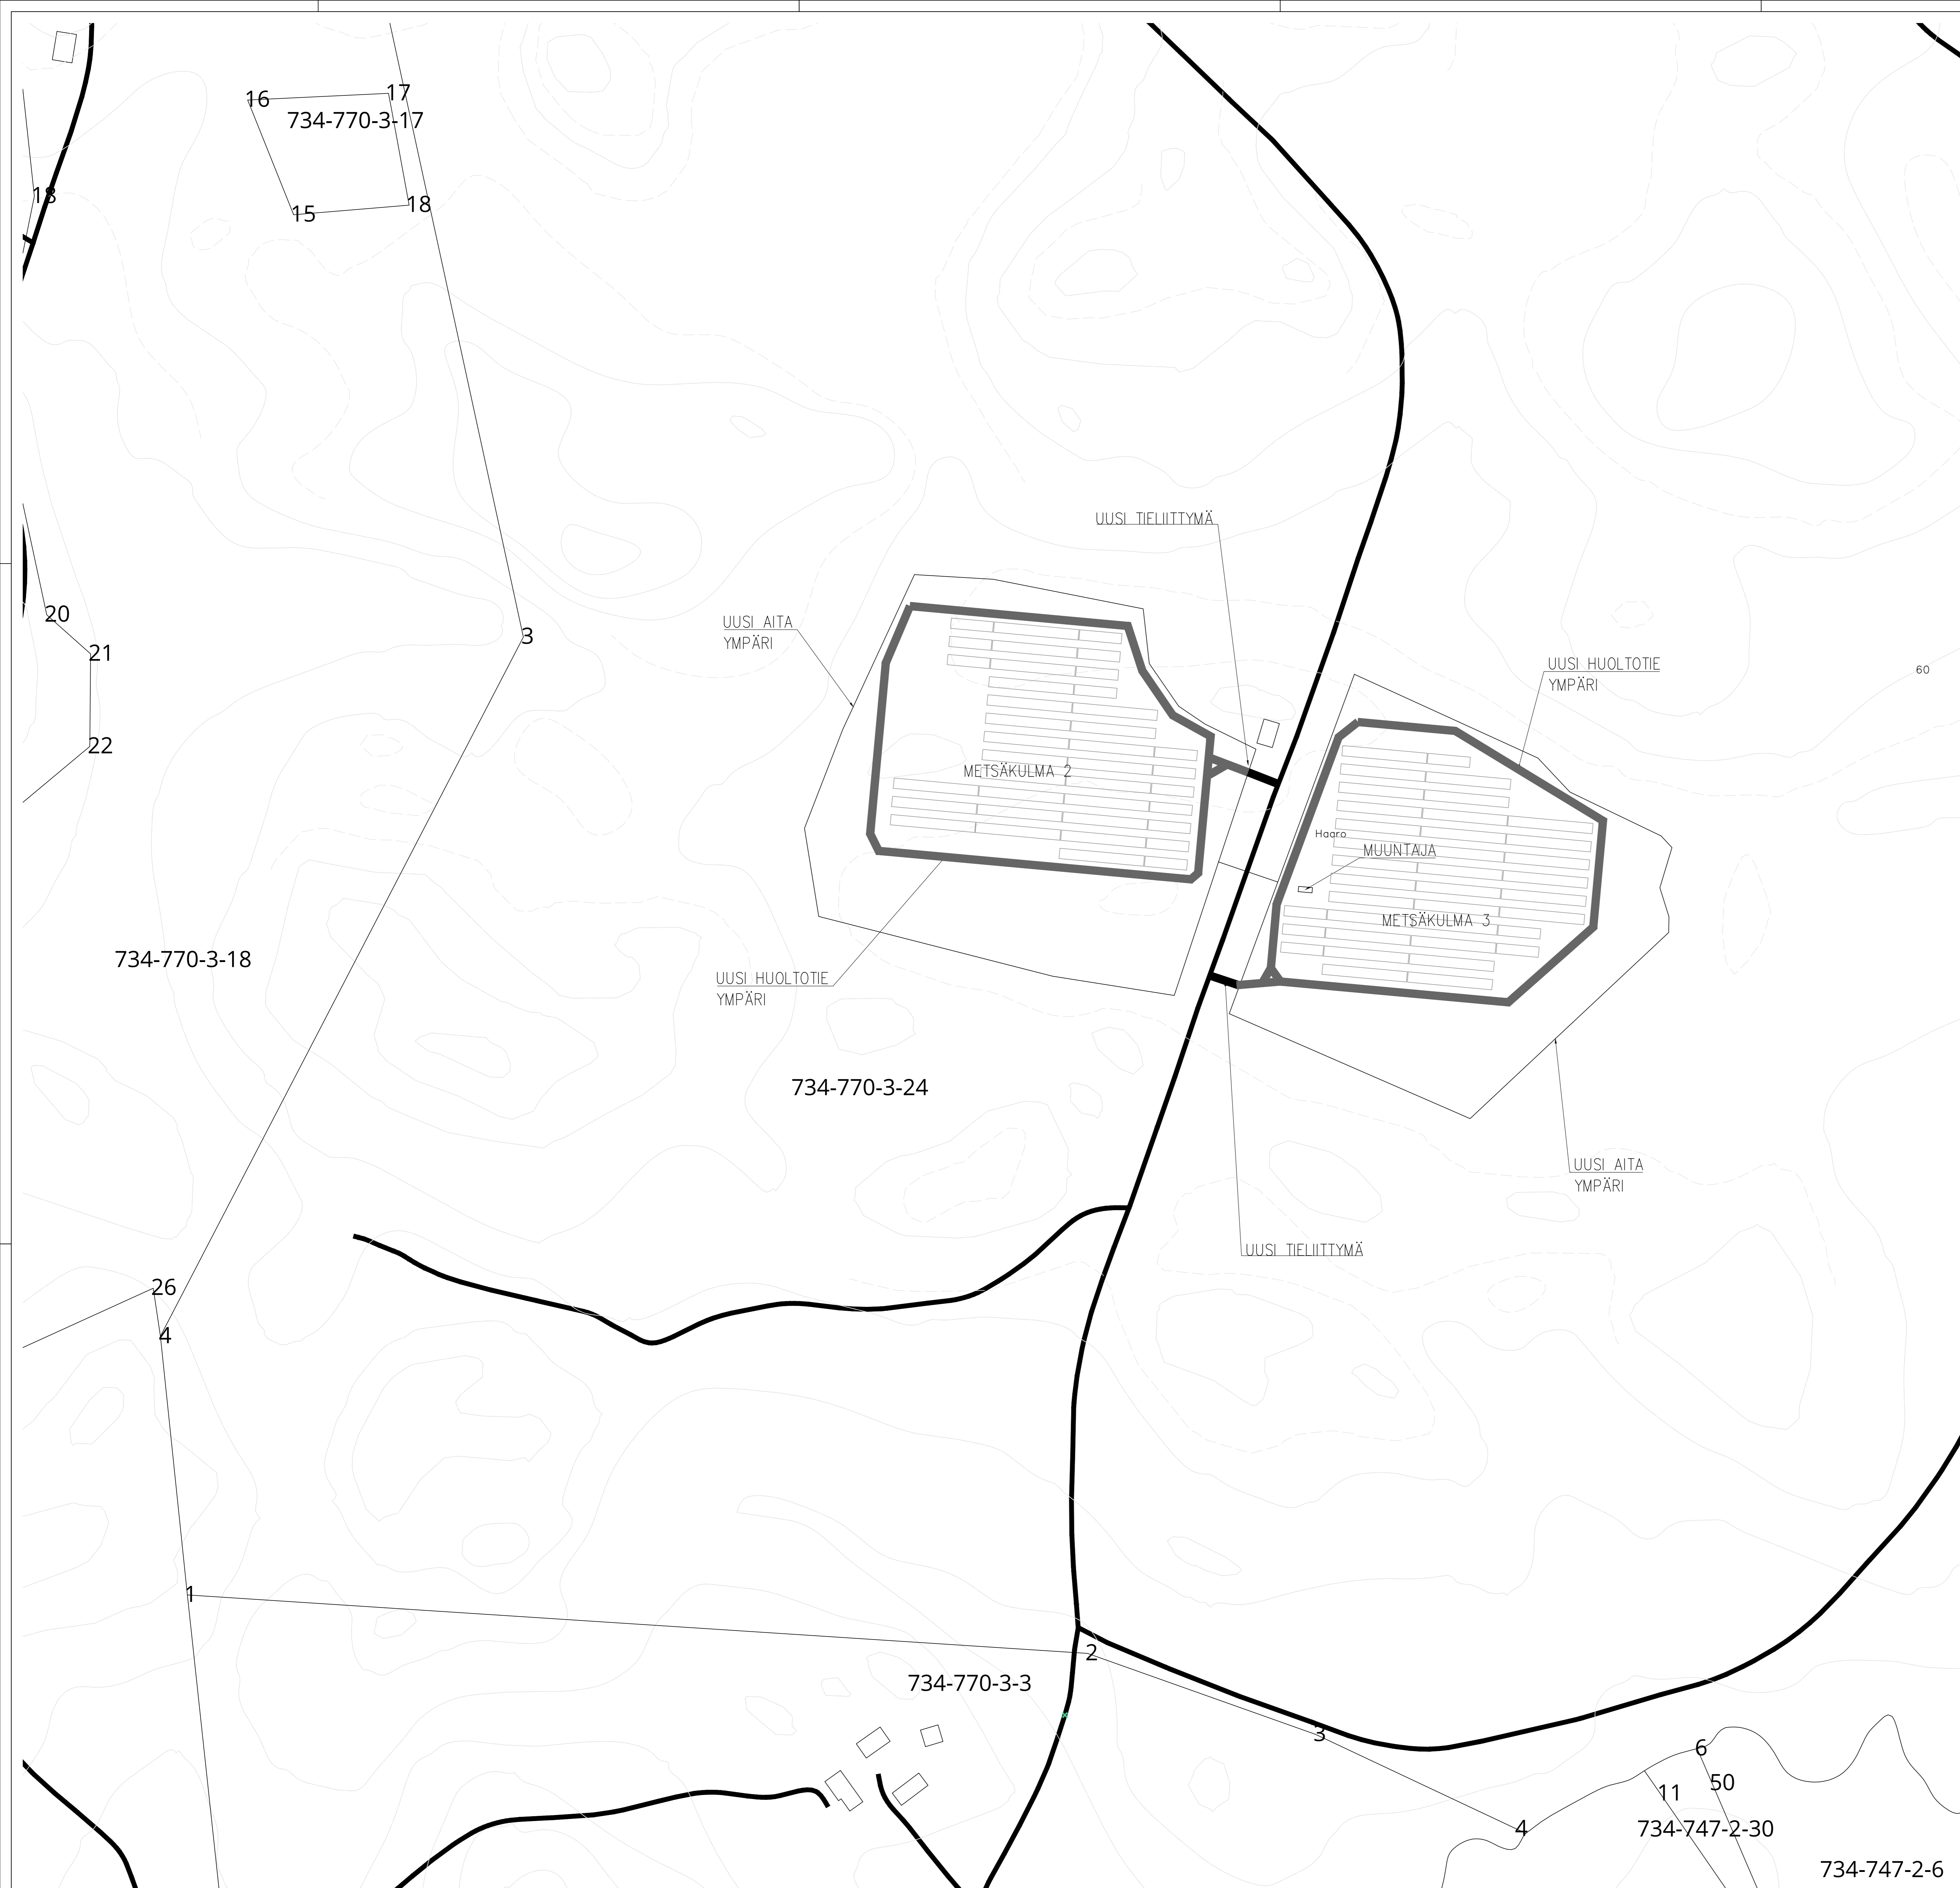 16
17
734-770-3-17
18
18
15
UUSI TIELIITTYMÄ
20
UUSI AITA
YMPÄRI
3
21
UUSI HUOLTOTIE
YMPÄRI
60
22
METSÄKULMA 2
Haaro
MUUNTAJA
METSÄKULMA 3
734-770-3-18
UUSI HUOLTOTIE
YMPÄRI
734-770-3-24
UUSI AITA
YMPÄRI
UUSI TIELIITTYMÄ
26
4
1
2
734-770-3-3
3
6
50
11
4
734-747-2-30
734-747-2-6